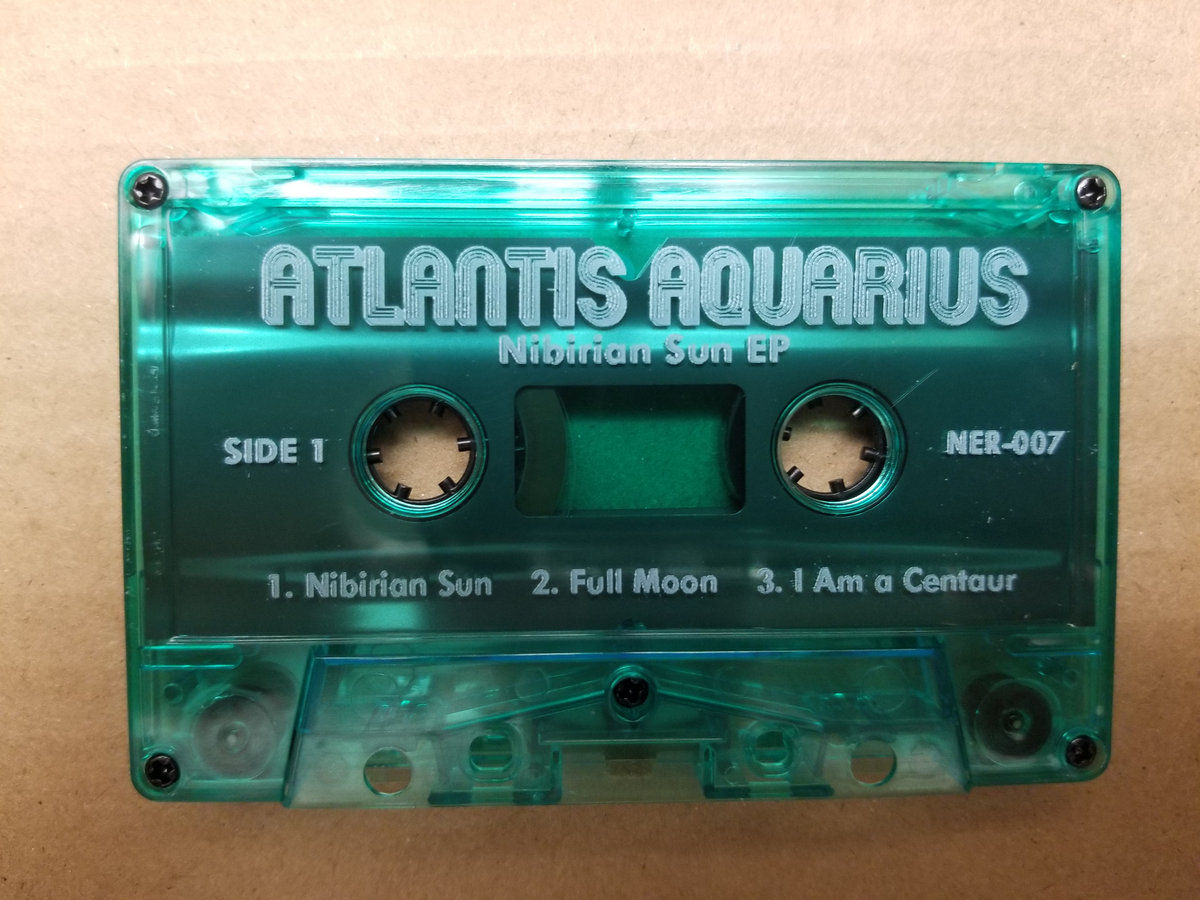 ATLANTIS AQUARIUS
Nibirian Sun EP
SIDE 1
NER-007
1. Nibirian Sun 2. Full Moon 3. I Am a Centaur